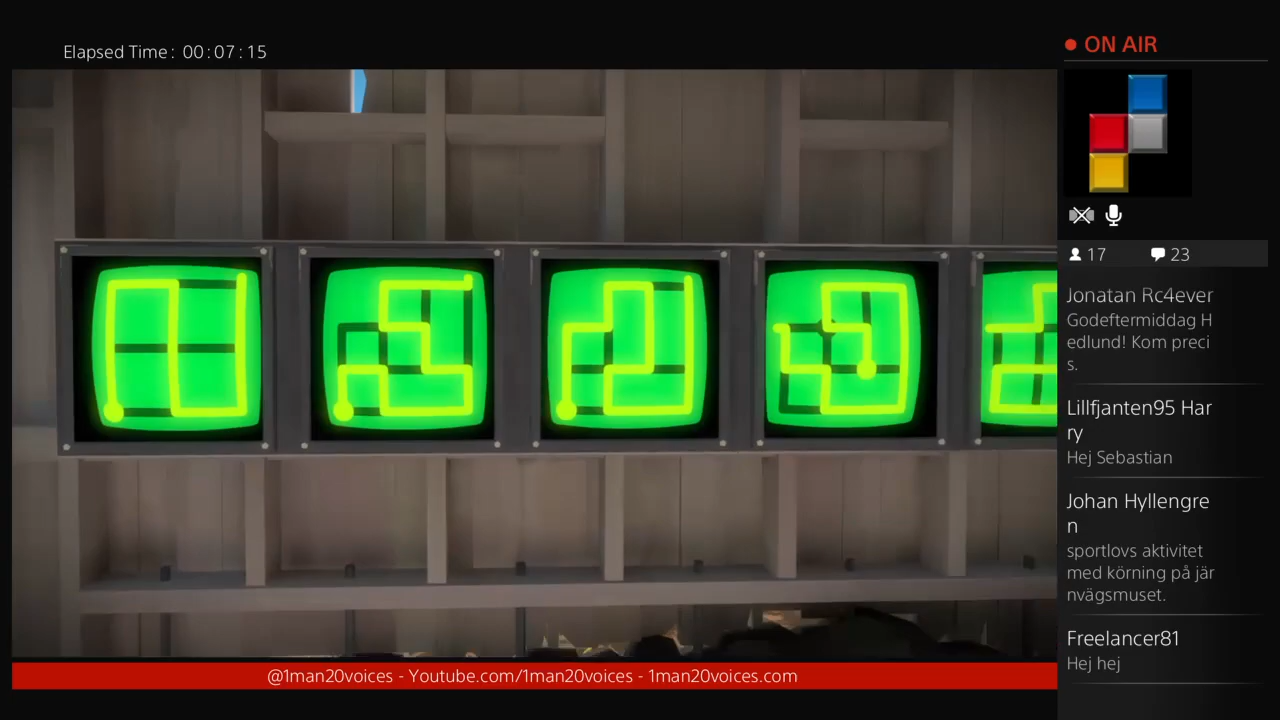 Elapsed Time: 00:07:15
ON AIR
17 23
Jonatan Rc4ever
Godeftermiddag H
edlund! Kom preci
s.
Lillfjanten95 Har
ry
Hej Sebastian
Johan Hyllengre
n
sportlovs aktivitet
med körning på jär
nvägsmuset.
Freelancer81
Hej hej
@1man20voices - Youtube.com/1man20voices - 1man20voices.com